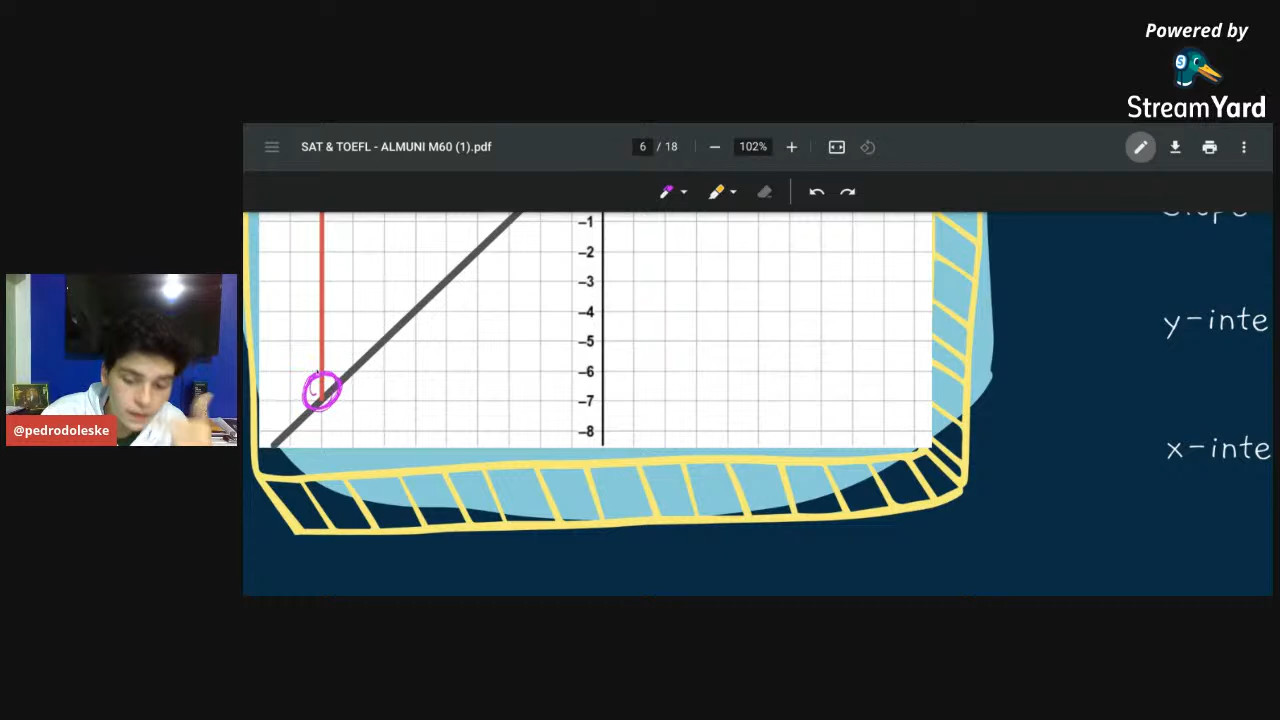 Powered by
StreamYard
SAT & TOEFL - ALMUNI M60 (1).pdf
6 / 18
102%
-1
-2
-3
-4
-5
-6
-7
-8
y-inte
x-inte
@pedrodoleske